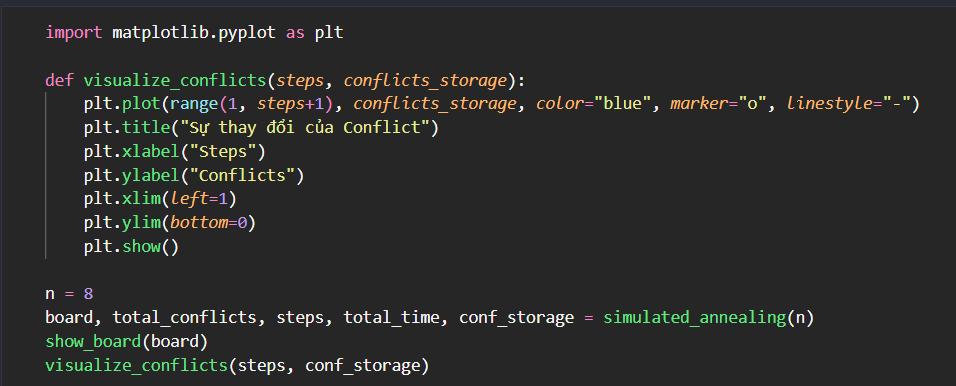 import matplotlib.pyplot as plt
def visualize_conflicts(steps, conflicts_storage):
    plt.plot(range(1, steps+1), conflicts_storage, color="blue", marker="o", linestyle="-")
    plt.title("Sự thay đổi của Conflict")
    plt.xlabel("Steps")
    plt.ylabel("Conflicts")
    plt.xlim(left=1)
    plt.ylim(bottom=0)
    plt.show()
n = 8
board, total_conflicts, steps, total_time, conf_storage = simulated_annealing(n)
show_board(board)
visualize_conflicts(steps, conf_storage)